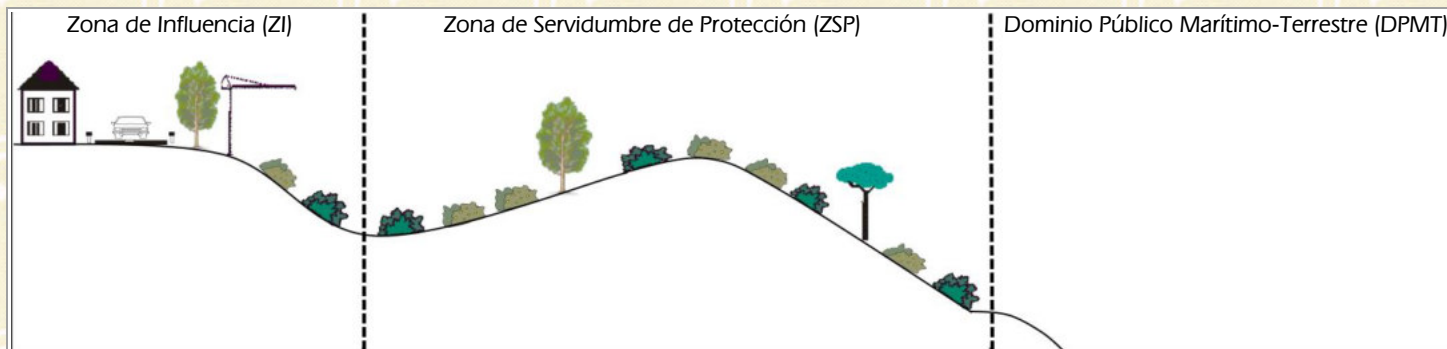 Zona de Influencia (ZI)
Zona de Servidumbre de Protección (ZSP)
Dominio Público Marítimo-Terrestre (DPMT)